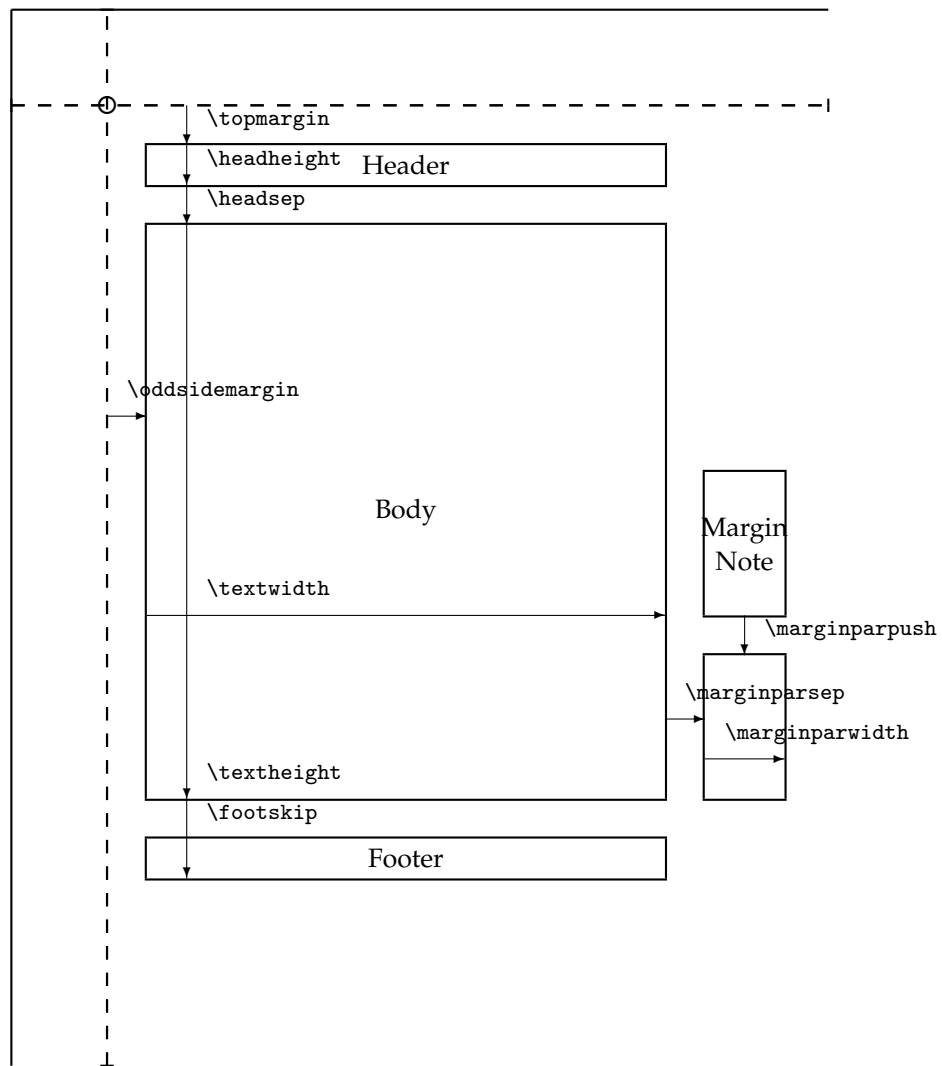 \topmargin
\headheight
Header
\headsep
\oddsidemargin
Body
Margin
Note
\textwidth
\marginparpush
\marginparsep
\marginparwidth
\textheight
\footskip
Footer